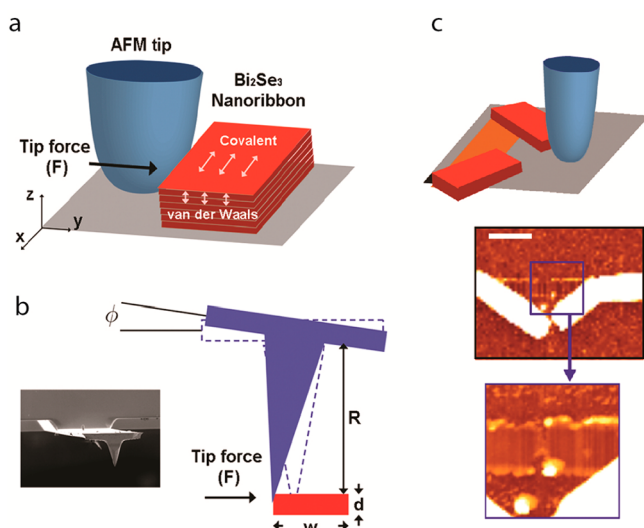 a
AFM tip
Bi₂Se₃
Nanoribbon
Tip force
(F)
Covalent
van der Waals
z
y
x
b
ϕ
R
Tip force
(F)
d
w
c